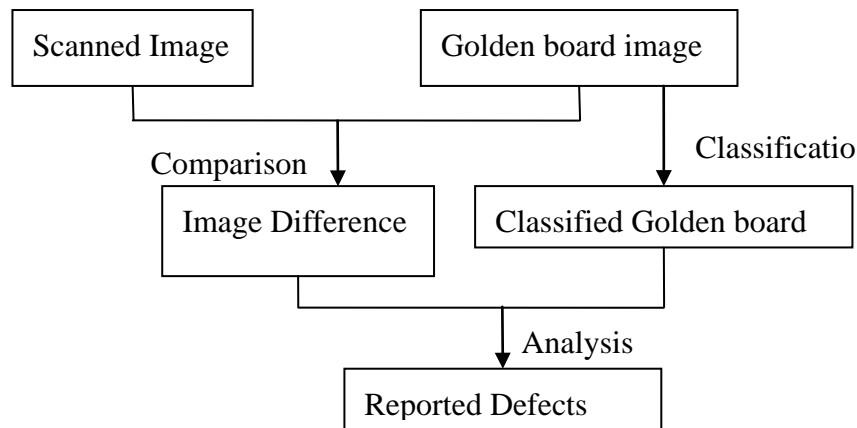 Scanned Image
Golden board image
Comparison
Classificatio
Image Difference
Classified Golden board
Analysis
Reported Defects